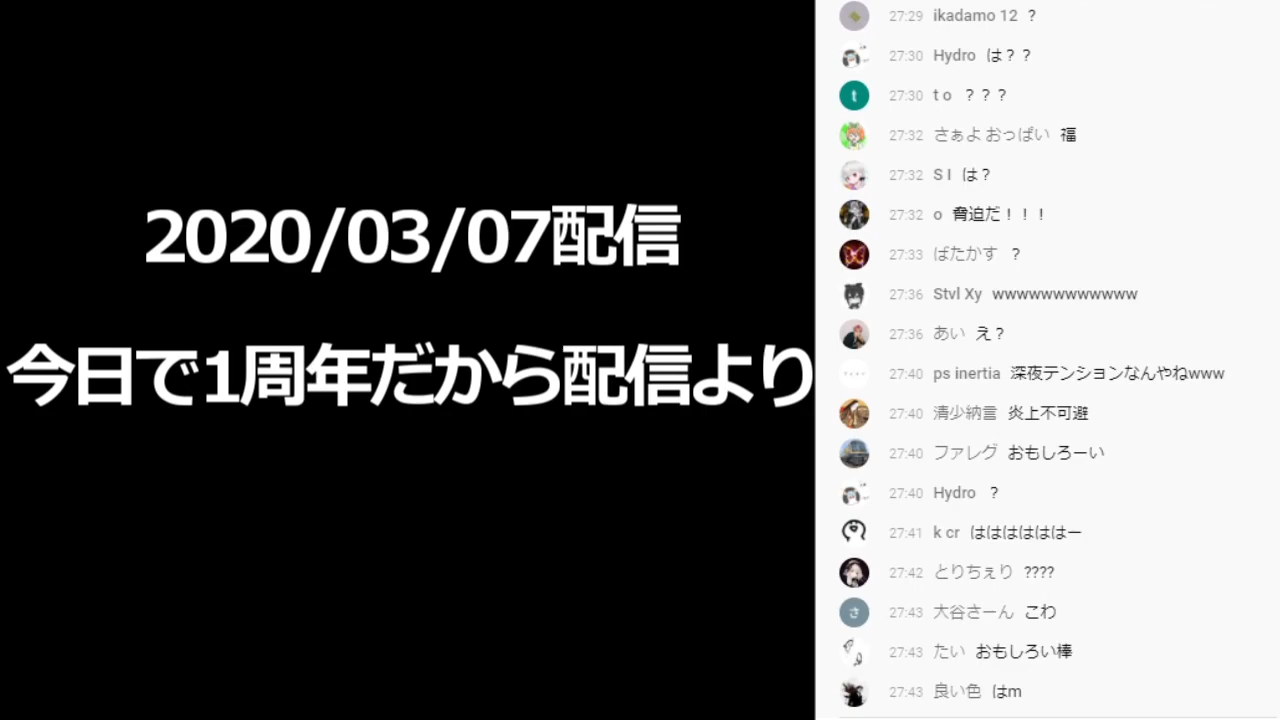 2020/03/07配信
今日で1周年だから配信より
27:29 ikadamo 12 ？
27:30 Hydro は？？
t 27:30 t o ？？？
27:32 さぁよ おっぱい 福
27:32 S I は？
27:32 o 脅迫だ！！！
27:33 ばたかす ？
27:36 Stvl Xy wwwwwwwwwwww
27:36 あい え？
27:40 ps inertia 深夜テンションなんやねwww
27:40 清少納言 炎上不可避
27:40 ファレグ おもしろーい
27:40 Hydro ？
27:41 k cr ははははははー
27:42 とりちぇり ????
さ 27:43 大谷さーん こわ
27:43 たい おもしろい棒
27:43 良い色 はm